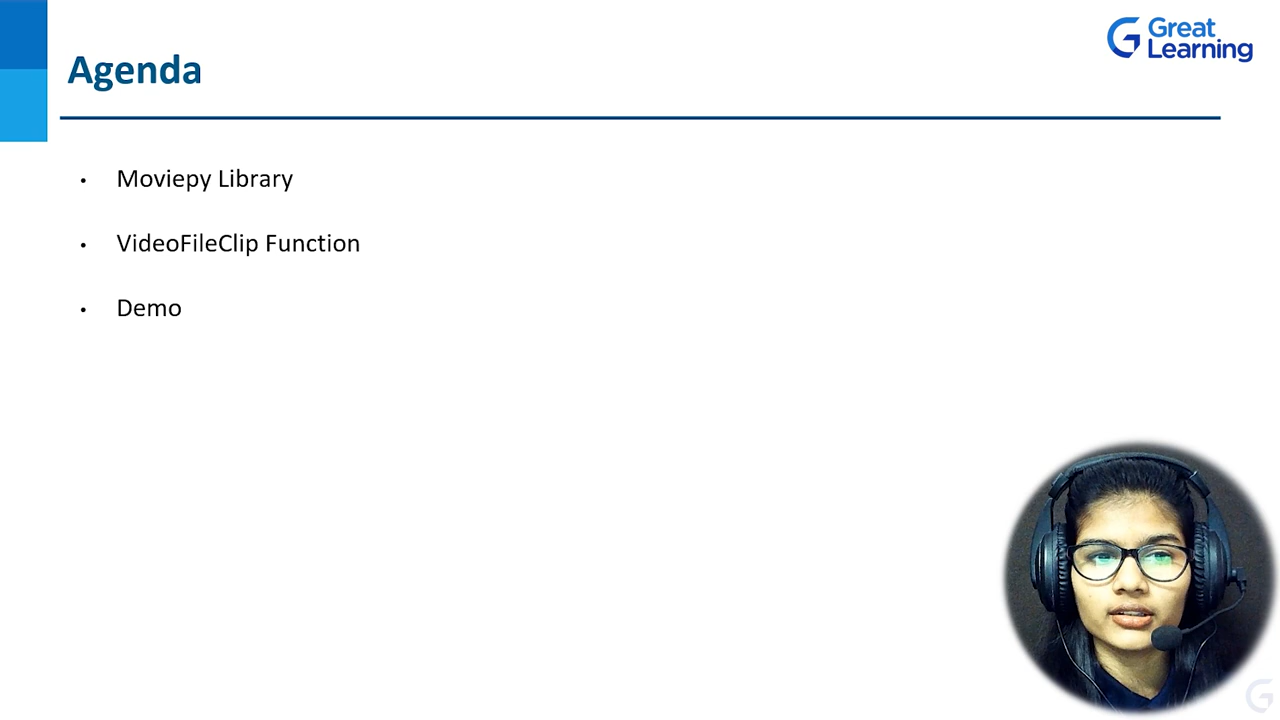 Great
Learning
Agenda
• Moviepy Library
• VideoFileClip Function
• Demo